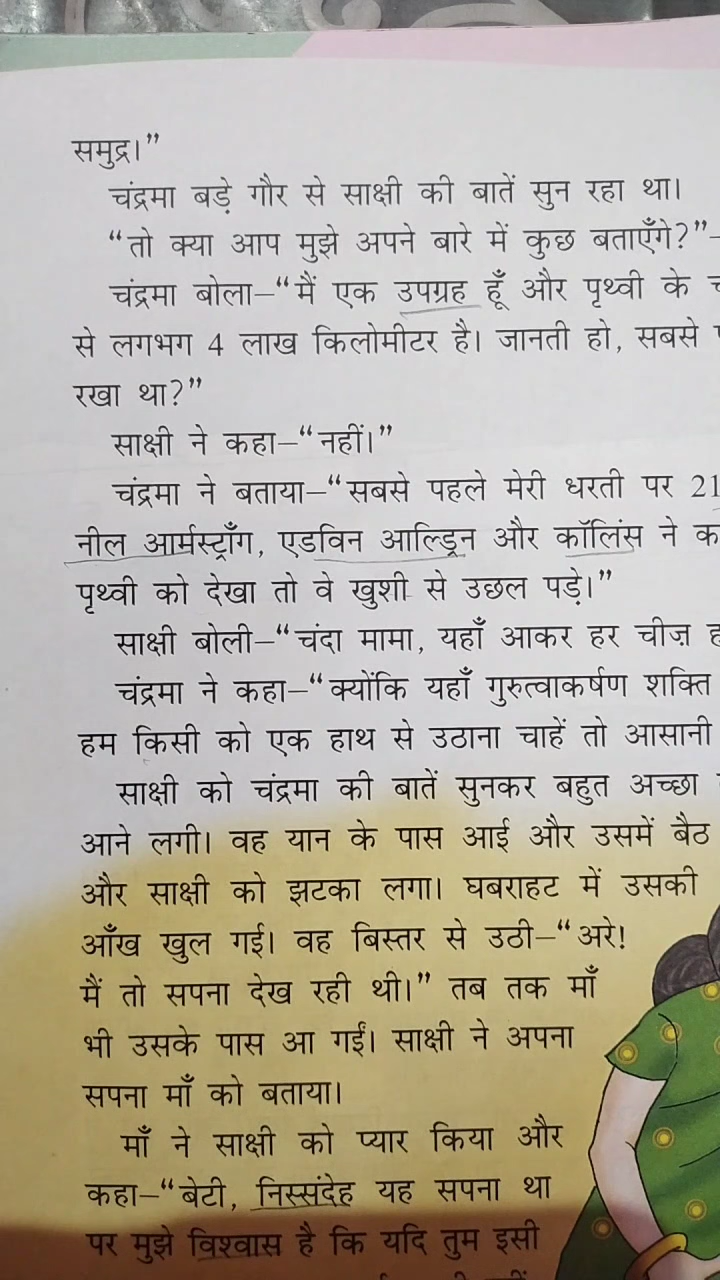 समुद्र।”
चंद्रमा बड़े गौर से साक्षी की बातें सुन रहा था।
“तो क्या आप मुझे अपने बारे में कुछ बताएँगे?”–
चंद्रमा बोला–“मैं एक उपग्रह हूँ और पृथ्वी के
से लगभग 4 लाख किलोमीटर है। जानती हो, सबसे
रखा था?”
साक्षी ने कहा–“नहीं।”
चंद्रमा ने बताया–“सबसे पहले मेरी धरती पर 21
नील आर्मस्ट्राँग, एडविन आल्ड्रिन और कॉलिंस ने
पृथ्वी को देखा तो वे खुशी से उछल पड़े।”
साक्षी बोली–“चंदा मामा, यहाँ आकर हर चीज़
चंद्रमा ने कहा–“क्योंकि यहाँ गुरुत्वाकर्षण शक्ति
हम किसी को एक हाथ से उठाना चाहें तो आसानी
साक्षी को चंद्रमा की बातें सुनकर बहुत अच्छा
आने लगी। वह यान के पास आई और उसमें बैठ
और साक्षी को झटका लगा। घबराहट में उसकी
आँख खुल गई। वह बिस्तर से उठी–“अरे!
मैं तो सपना देख रही थी।” तब तक माँ
भी उसके पास आ गईं। साक्षी ने अपना
सपना माँ को बताया।
माँ ने साक्षी को प्यार किया और
कहा–“बेटी, निस्संदेह यह सपना था
पर मुझे विश्वास है कि यदि तुम इसी